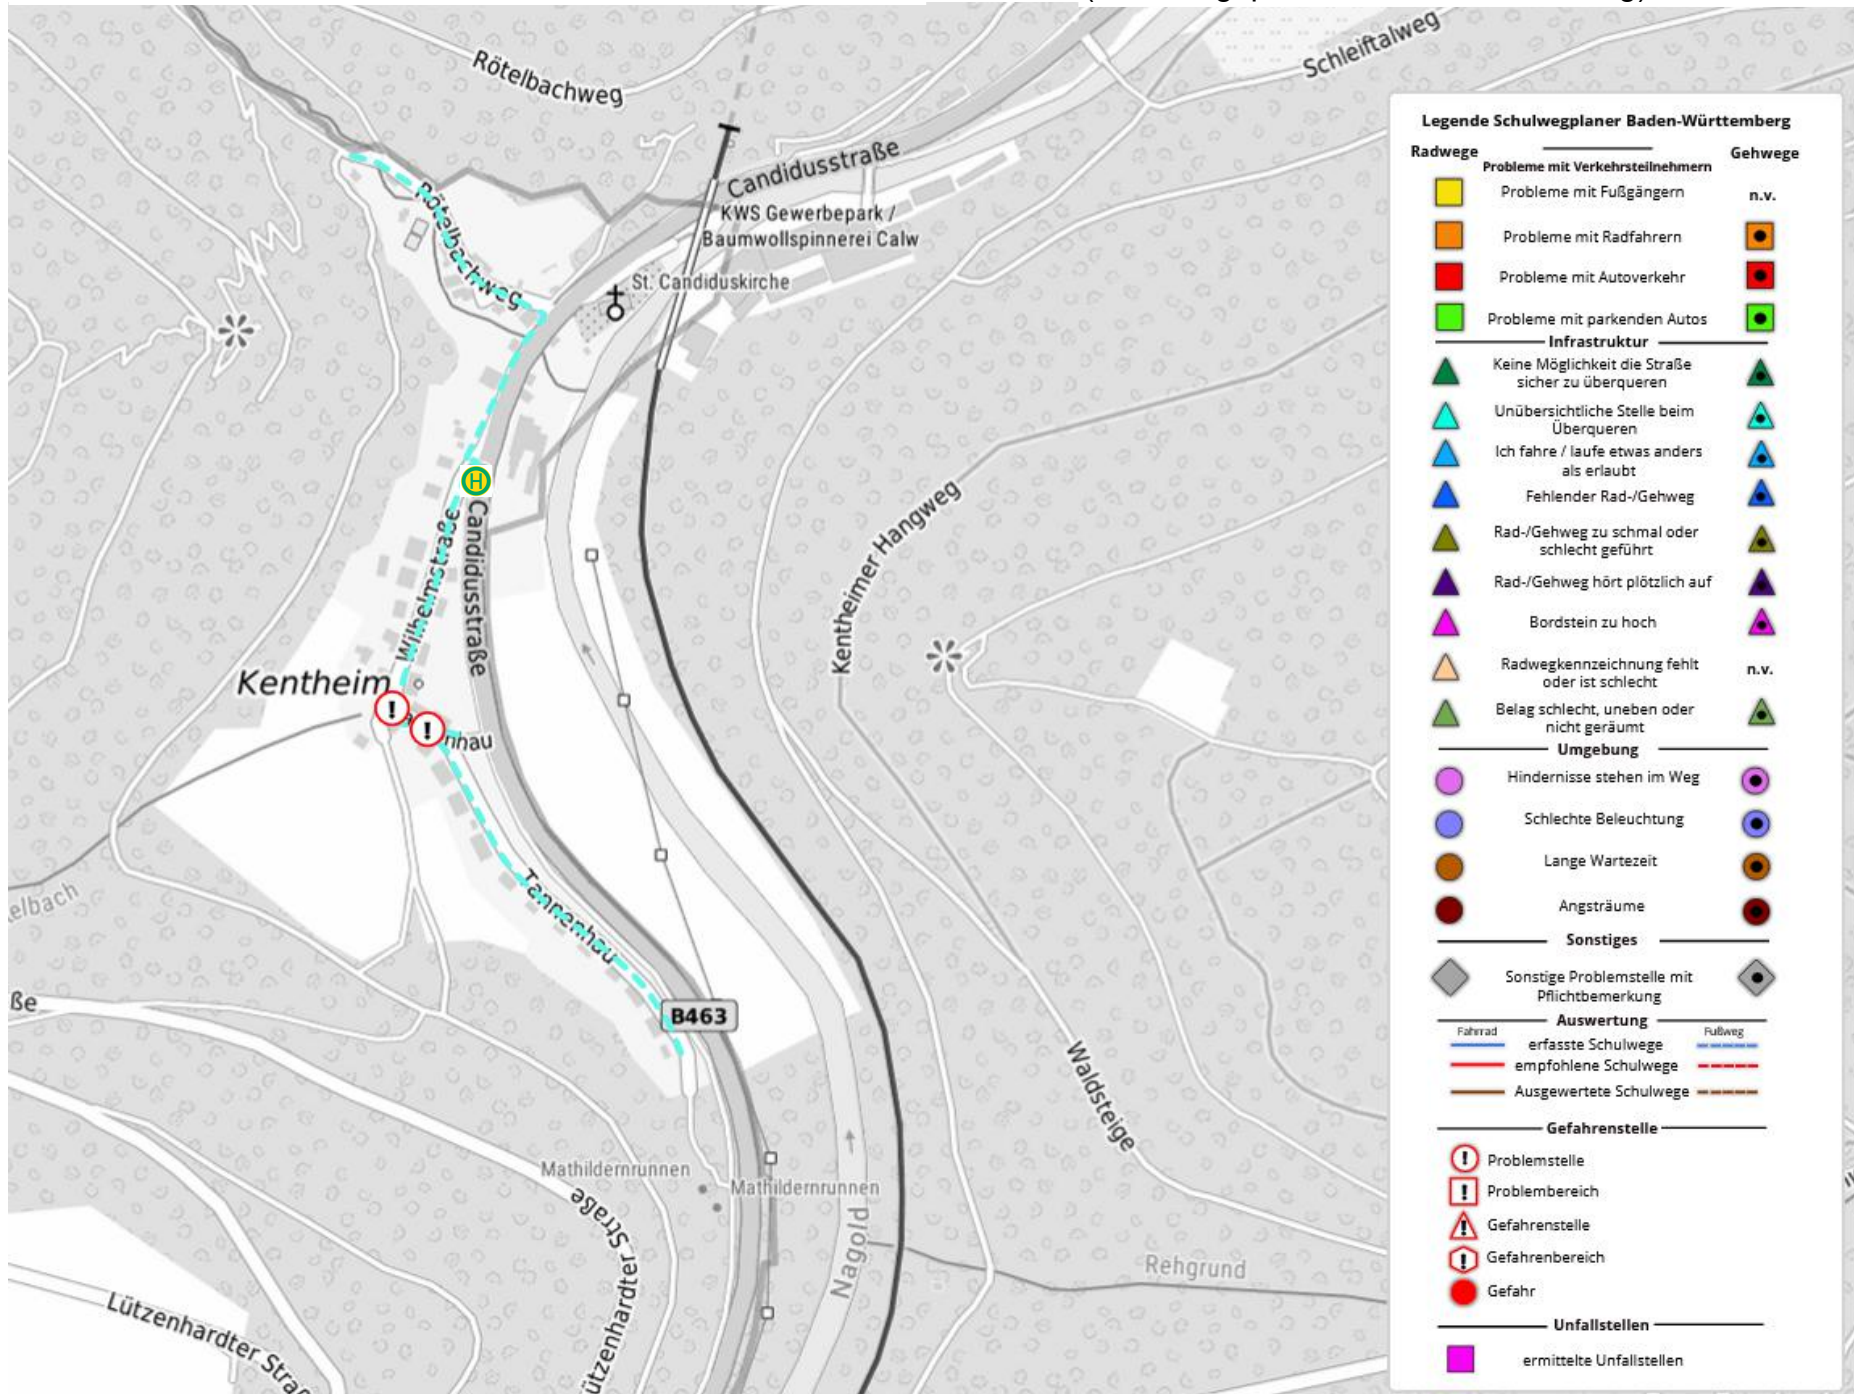 Rötelbachweg
Schleiftalweg
Candidusstraße
KWS Gewerbepark /
Baumwollspinnerei Calw
St. Candiduskirche
Rötelbachweg
H
Wilhelmstraße
Candidusstraße
Kentheimer Hangweg
Kentheim
!
!
nhau
Tannenhau
elbach
ße
B463
Waldsteige
Mathildernrunnen
Mathildernrunnen
Lützenhardter Straße
Nagold
Rehgrund
Lützenhardter Straß
Legende Schulwegplaner Baden-Württemberg
Radwege
Gehwege
Probleme mit Verkehrsteilnehmern
Probleme mit Fußgängern
n.v.
Probleme mit Radfahrern
Probleme mit Autoverkehr
Probleme mit parkenden Autos
Infrastruktur
Keine Möglichkeit die Straße
sicher zu überqueren
Unübersichtliche Stelle beim
Überqueren
Ich fahre / laufe etwas anders
als erlaubt
Fehlender Rad-/Gehweg
Rad-/Gehweg zu schmal oder
schlecht geführt
Rad-/Gehweg hört plötzlich auf
Bordstein zu hoch
Radwegkennzeichnung fehlt
oder ist schlecht
n.v.
Belag schlecht, uneben oder
nicht geräumt
Umgebung
Hindernisse stehen im Weg
Schlechte Beleuchtung
Lange Wartezeit
Angsträume
Sonstiges
Sonstige Problemstelle mit
Pflichtbemerkung
Auswertung
Fahrrad
Fußweg
erfasste Schulwege
empfohlene Schulwege
Ausgewertete Schulwege
Gefahrenstelle
! Problemstelle
! Problembereich
! Gefahrenstelle
! Gefahrenbereich
Gefahr
Unfallstellen
ermittelte Unfallstellen